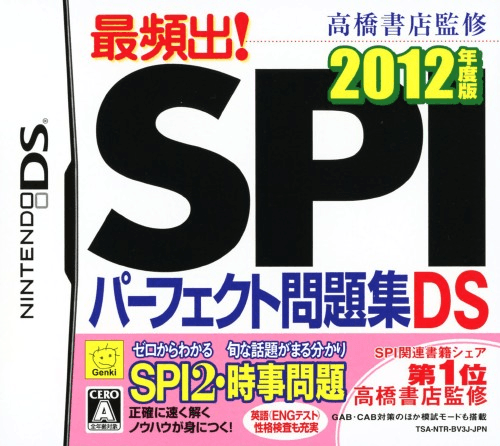 最頻出!
高橋書店監修
2012年度版
SPI
NINTENDODS
パーフェクト問題集DS
Genki
ゼロからわかる 旬な話題がまる分かり
SPI2・時事問題
正確に速く解く
ノウハウが身につく!
英語(ENGテスト)
性格検査も充実
CERO
A
全年齢対象
SPI関連書籍シェア
第1位
高橋書店監修
GAB・CAB対策のほか模試モードも搭載
TSA-NTR-BV3J-JPN